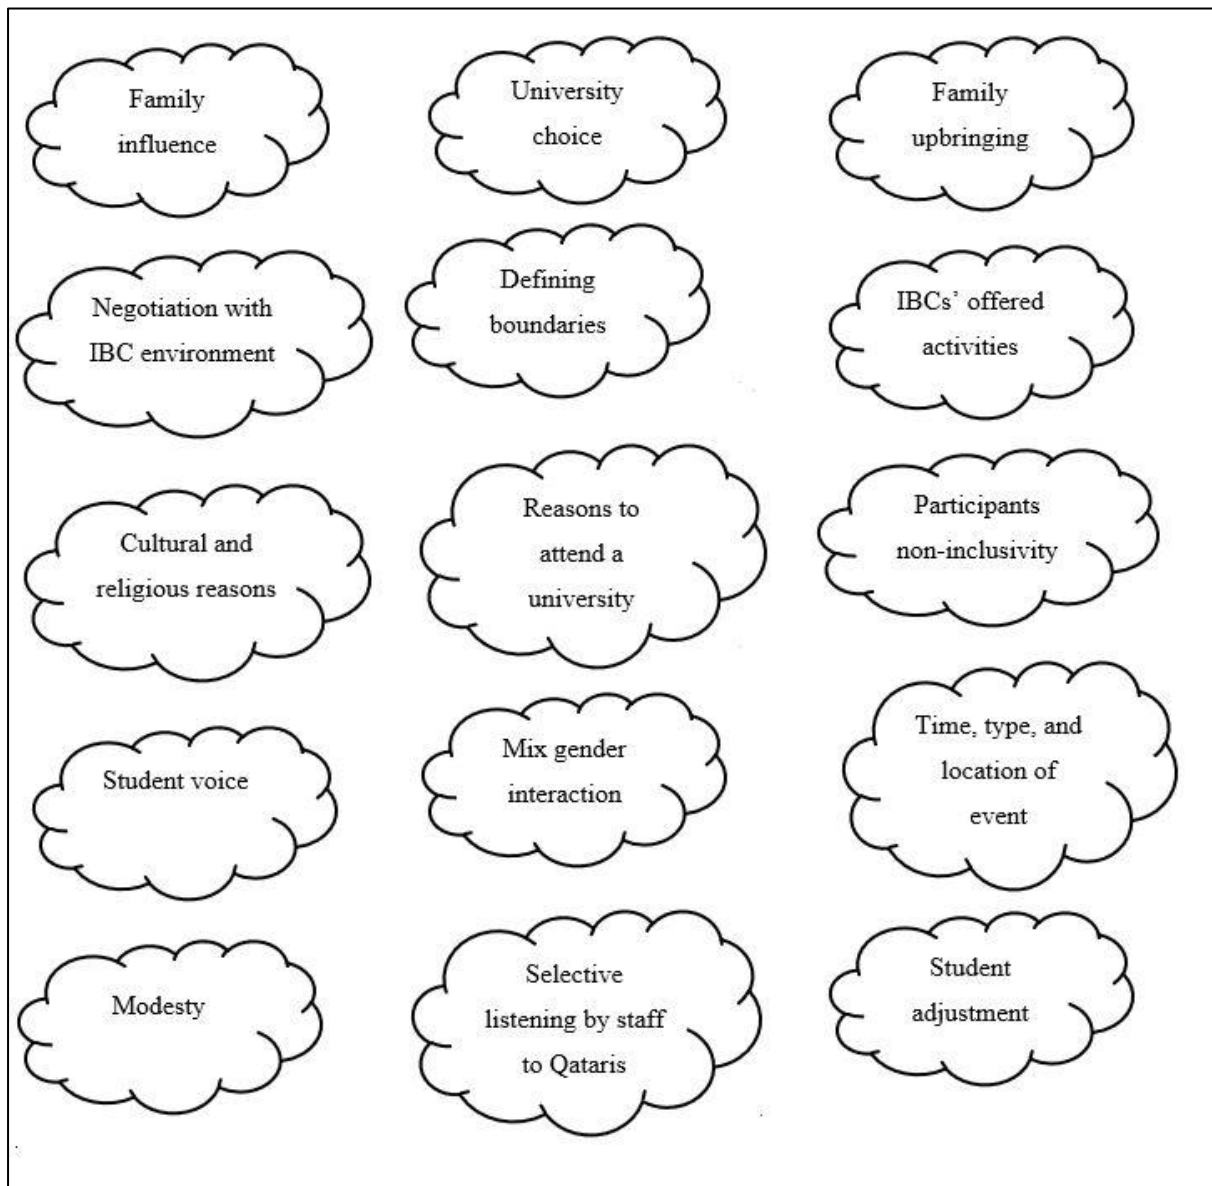 Family
influence
University
choice
Family
upbringing
Negotiation with
IBC environment
Defining
boundaries
IBCs’ offered
activities
Cultural and
religious reasons
Reasons to
attend a
university
Participants
non-inclusivity
Student voice
Mix gender
interaction
Time, type, and
location of
event
Modesty
Selective
listening by staff
to Qataris
Student
adjustment